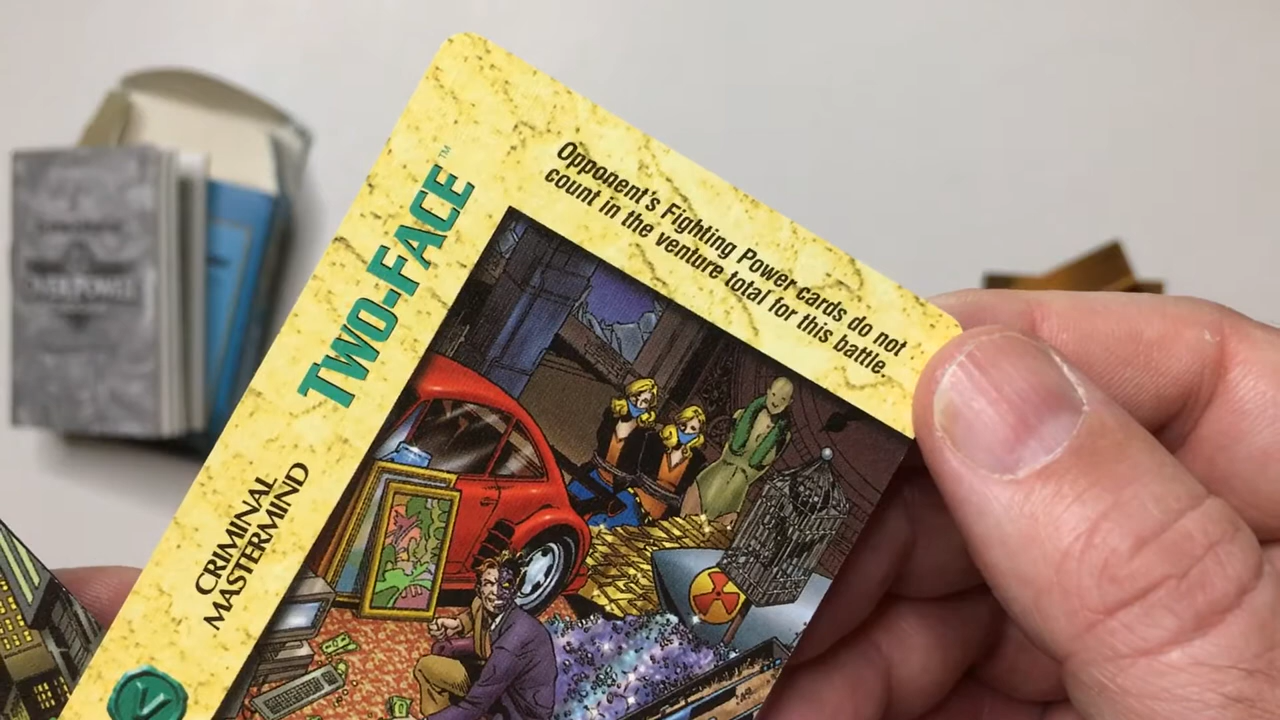 Opponent's Fighting Power cards do not
count in the venture total for this battle.
TWO-FACE™
CRIMINAL
MASTERMIND
V
OVERPOWER